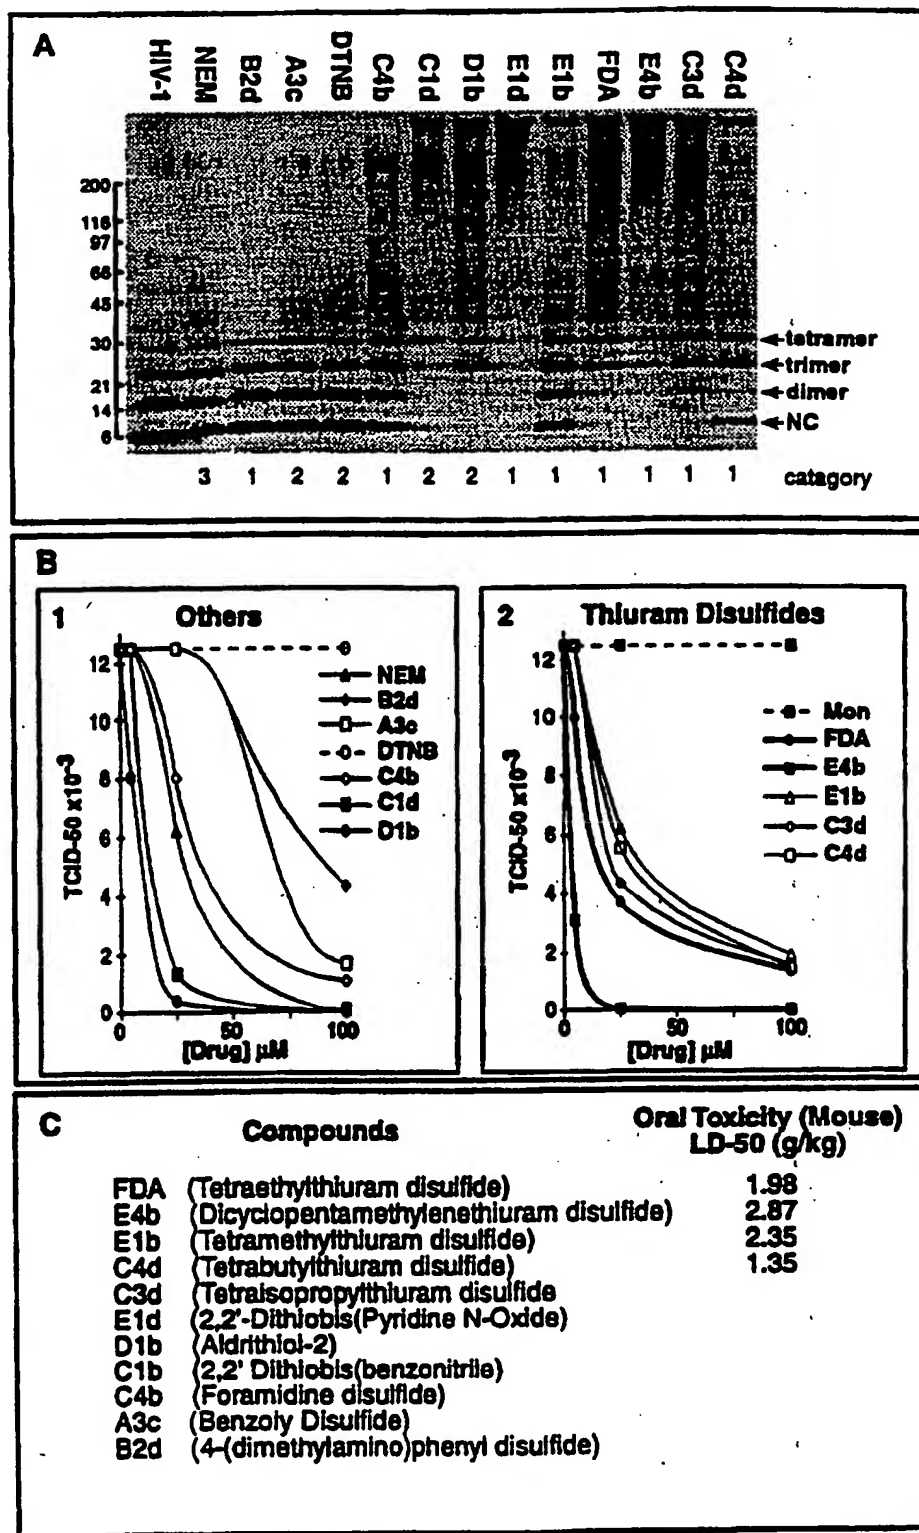 A
HIV-1 NEM B2d A3c DTNB C4b C1d D1b E1d E1b FDA E4b C3d C4d
200
116
97
66
45
30
21
14
6
tetramer
trimer
dimer
NC
3 1 2 2 1 2 2 1 1 1 1 1 1 catagory
B
1 Others
TCID-50 x10-3
12
10
8
6
4
2
0
0 50 100
[Drug] µM
NEM
B2d
A3c
DTNB
C4b
C1d
D1b
2 Thiuram Disulfides
TCID-50 x10-3
12
10
8
6
4
2
0
0 50 100
[Drug] µM
Mon
FDA
E4b
E1b
C3d
C4d
C Compounds Oral Toxicity (Mouse)
LD-50 (g/kg)
FDA (Tetraethylthiuram disulfide) 1.98
E4b (Dicyclopentamethylenethiuram disulfide) 2.87
E1b (Tetramethylthiuram disulfide) 2.35
C4d (Tetrabutylthiuram disulfide) 1.35
C3d (Tetraisopropylthiuram disulfide
E1d (2,2'-Dithiobis(Pyridine N-Oxide)
D1b (Aldrithiol-2)
C1b (2,2' Dithiobis(benzonitrile)
C4b (Foramidine disulfide)
A3c (Benzoly Disulfide)
B2d (4-(dimethylamino)phenyl disulfide)